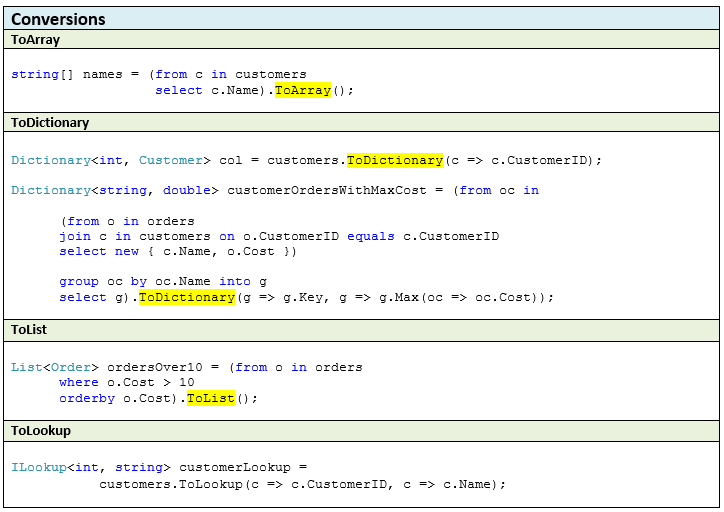 Conversions
ToArray
string[] names = (from c in customers
select c.Name).ToArray();
ToDictionary
Dictionary<int, Customer> col = customers.ToDictionary(c => c.CustomerID);
Dictionary<string, double> customerOrdersWithMaxCost = (from oc in
(from o in orders
join c in customers on o.CustomerID equals c.CustomerID
select new { c.Name, o.Cost })
group oc by oc.Name into g
select g).ToDictionary(g => g.Key, g => g.Max(oc => oc.Cost));
ToList
List<Order> ordersOver10 = (from o in orders
where o.Cost > 10
orderby o.Cost).ToList();
ToLookup
ILookup<int, string> customerLookup =
customers.ToLookup(c => c.CustomerID, c => c.Name);